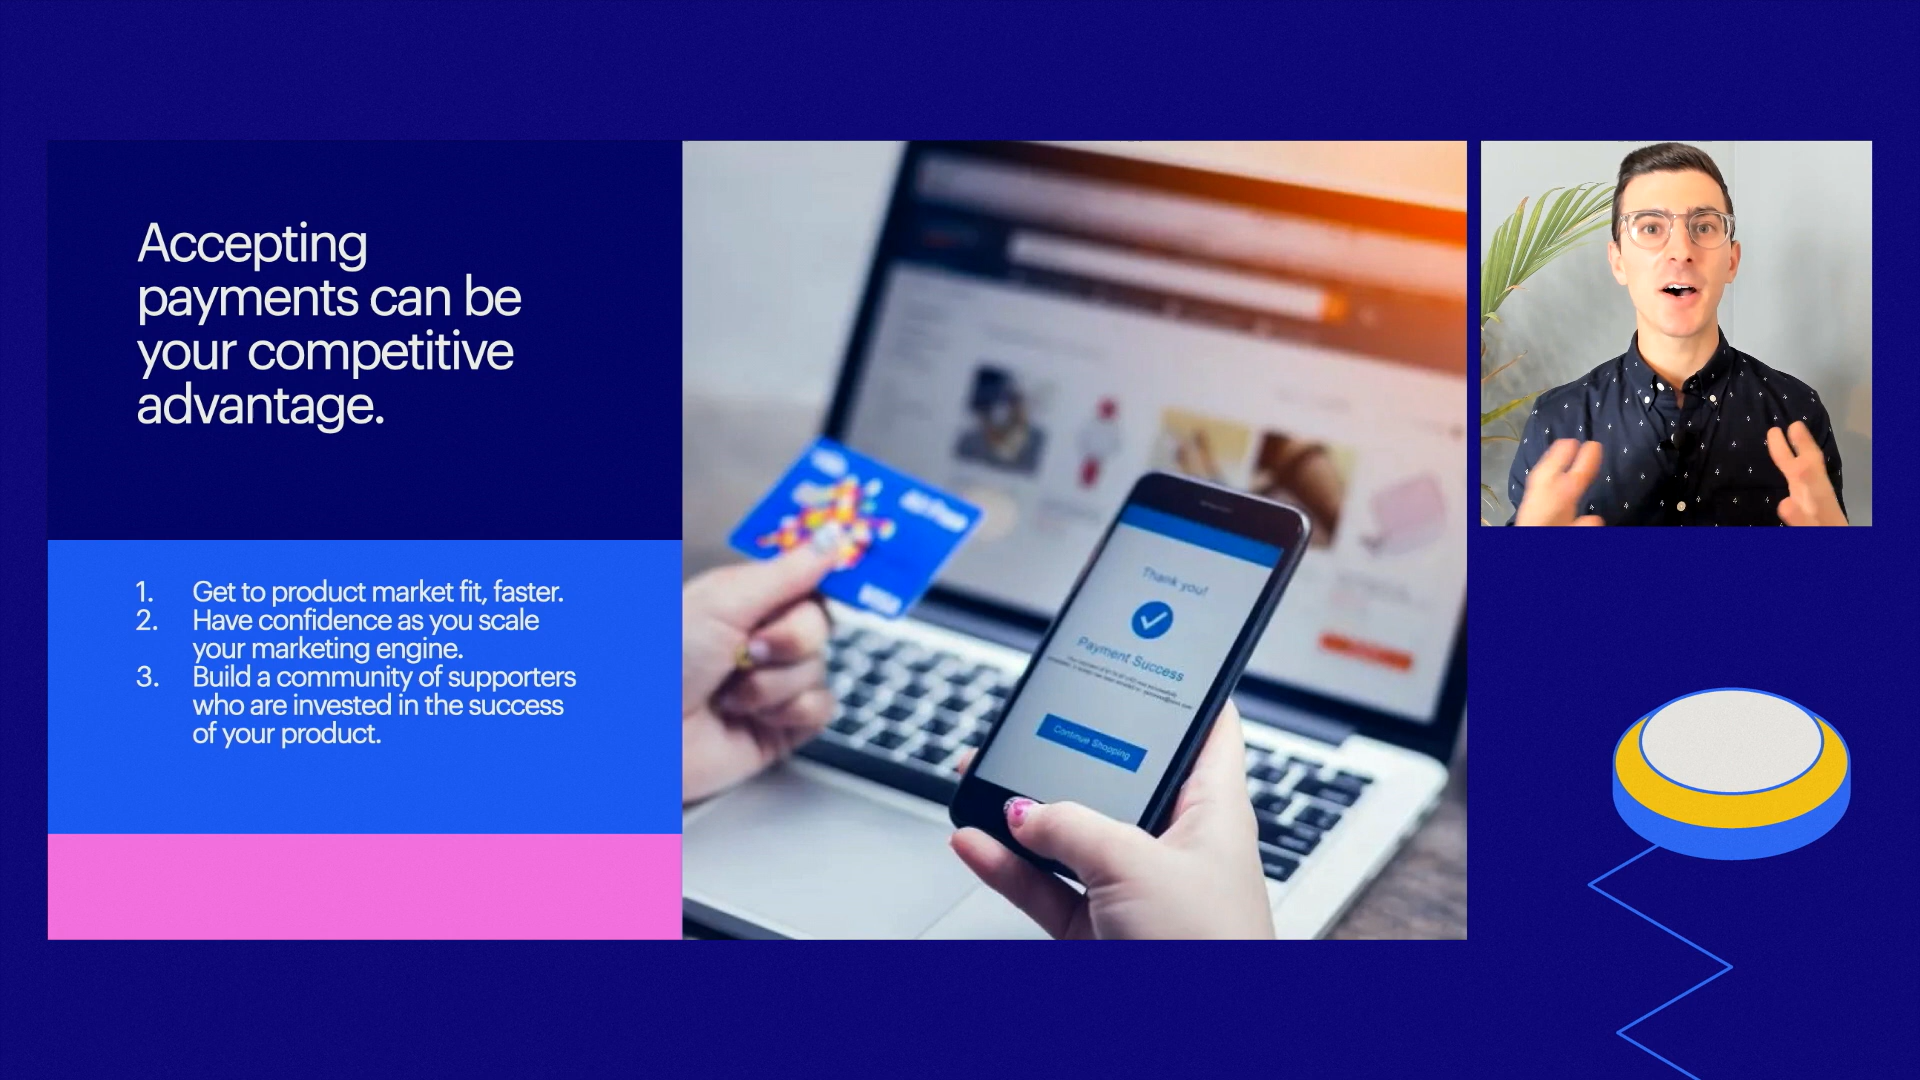 Accepting
payments can be
your competitive
advantage.
1. Get to product market fit, faster.
2. Have confidence as you scale
your marketing engine.
3. Build a community of supporters
who are invested in the success
of your product.
VISA
Thank you!
Payment Success
Continue Shopping